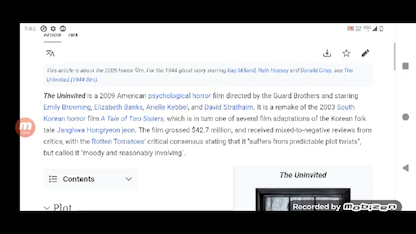 7:45
Article Talk
This article is about the 2009 horror film. For the 1944 ghost story starring Ray Milland, Ruth Hussey and Donald Crisp, see The
Uninvited (1944 film).
The Uninvited is a 2009 American psychological horror film directed by the Guard Brothers and starring
Emily Browning, Elizabeth Banks, Arielle Kebbel, and David Strathairn. It is a remake of the 2003 South
Korean horror film A Tale of Two Sisters, which is in turn one of several film adaptations of the Korean folk
tale Janghwa Hongryeon jeon. The film grossed $42.7 million, and received mixed-to-negative reviews from
critics, with the Rotten Tomatoes' critical consensus stating that it "suffers from predictable plot twists",
but called it "moody and reasonably involving".
Contents
The Uninvited
Plot
Recorded by Mobizen